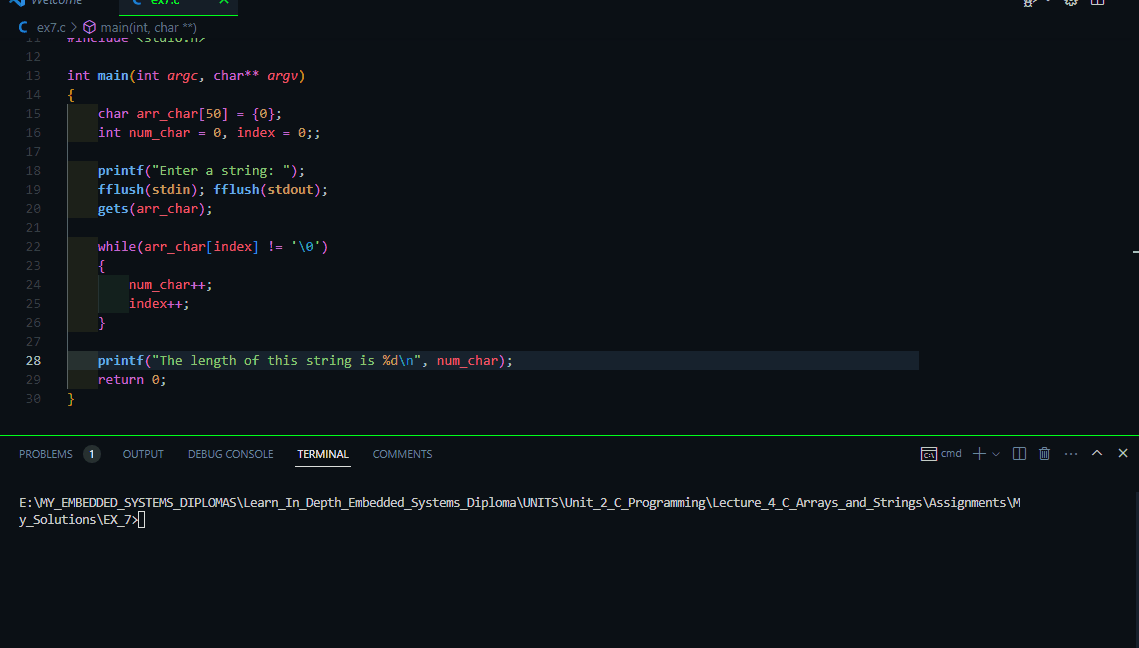 Welcome
ex7.c
ex7.c > main(int, char **)
11 #include <stdio.h>
12
13 int main(int argc, char** argv)
14 {
15 char arr_char[50] = {0};
16 int num_char = 0, index = 0;;
17
18 printf("Enter a string: ");
19 fflush(stdin); fflush(stdout);
20 gets(arr_char);
21
22 while(arr_char[index] != '\0')
23 {
24 num_char++;
25 index++;
26 }
27
28 printf("The length of this string is %d\n", num_char);
29 return 0;
30 }
PROBLEMS 1 OUTPUT DEBUG CONSOLE TERMINAL COMMENTS cmd
E:\MY_EMBEDDED_SYSTEMS_DIPLOMAS\Learn_In_Depth_Embedded_Systems_Diploma\UNITS\Unit_2_C_Programming\Lecture_4_C_Arrays_and_Strings\Assignments\M
y_Solutions\EX_7>